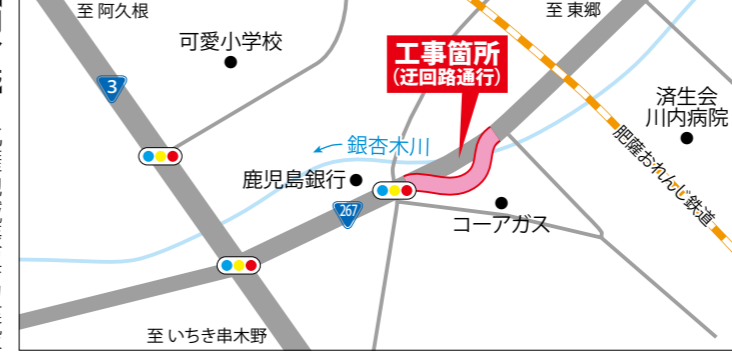 至 阿久根
至 東郷
可愛小学校
工事箇所
(迂回路通行)
3
済生会
川内病院
銀杏木川
肥薩おれんじ鉄道
鹿児島銀行
267
コーアガス
至 いちき串木野